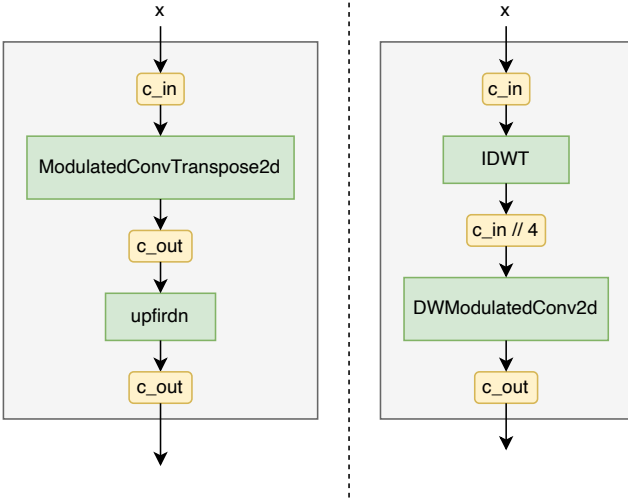 x
c_in
ModulatedConvTranspose2d
c_out
upfirdn
c_out
x
c_in
IDWT
c_in // 4
DWModulatedConv2d
c_out